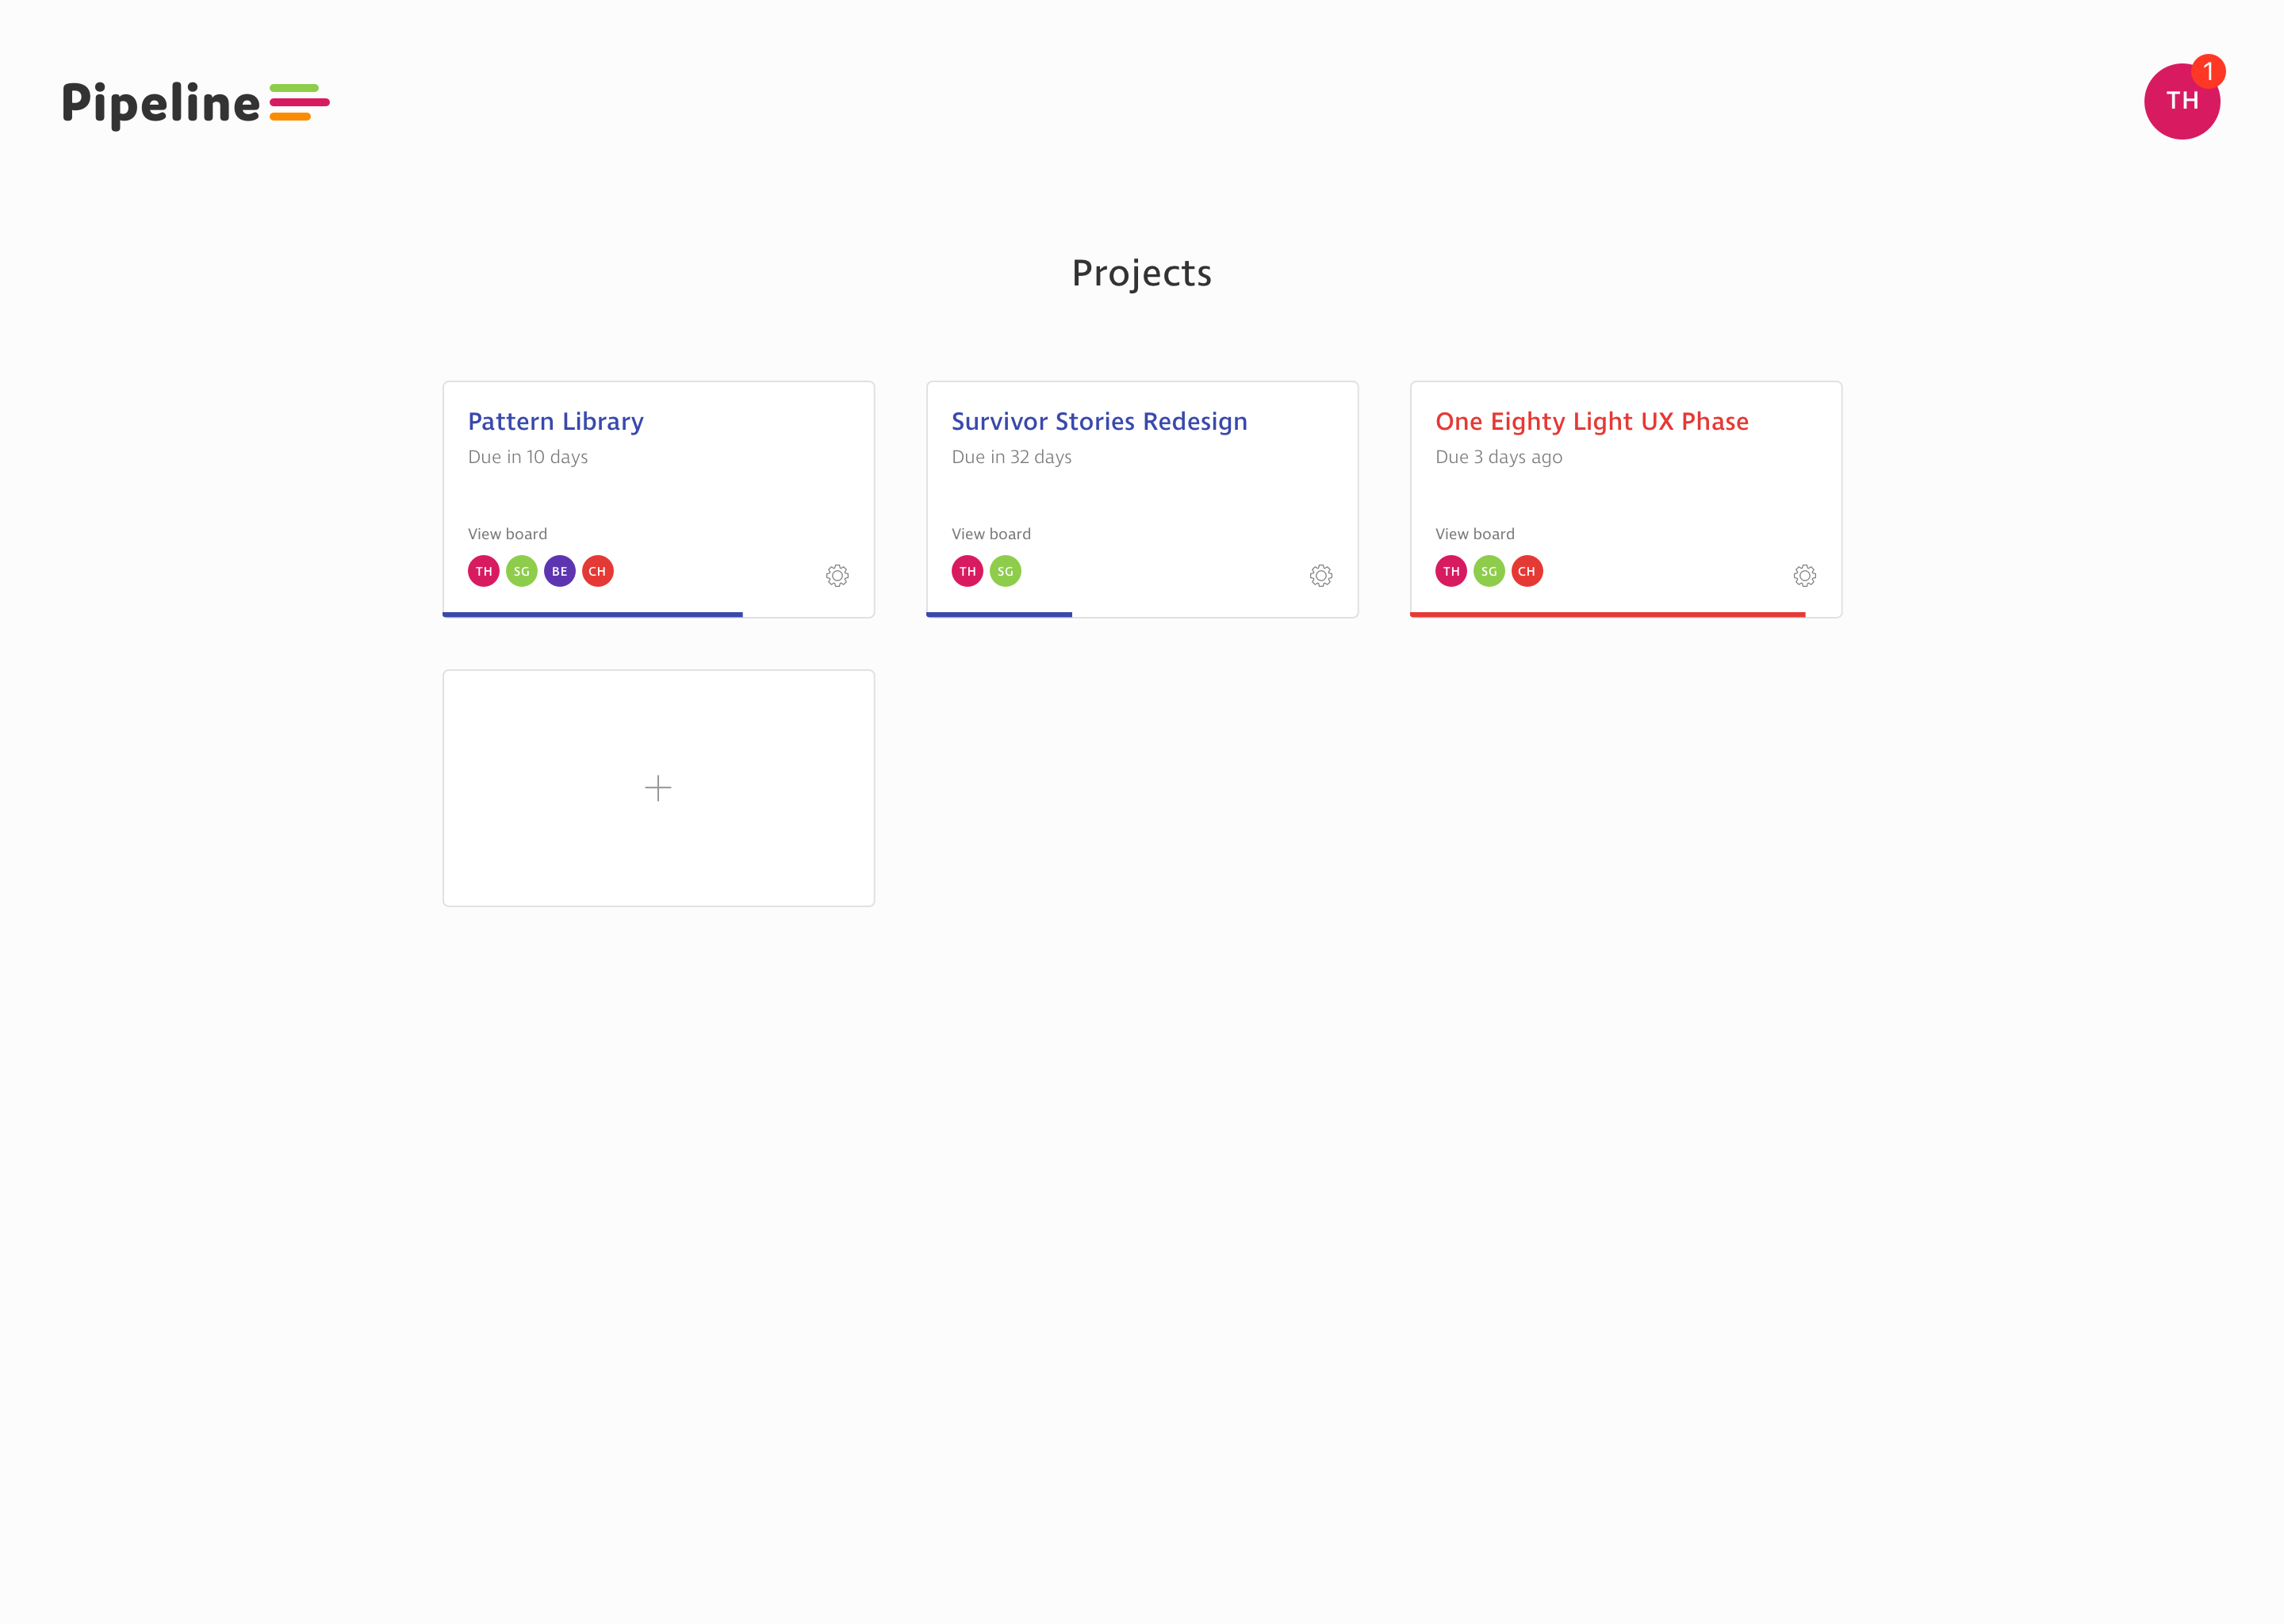 Pipeline
TH
1
Projects
Pattern Library
Due in 10 days
View board
TH SG BE CH
Survivor Stories Redesign
Due in 32 days
View board
TH SG
One Eighty Light UX Phase
Due 3 days ago
View board
TH SG CH